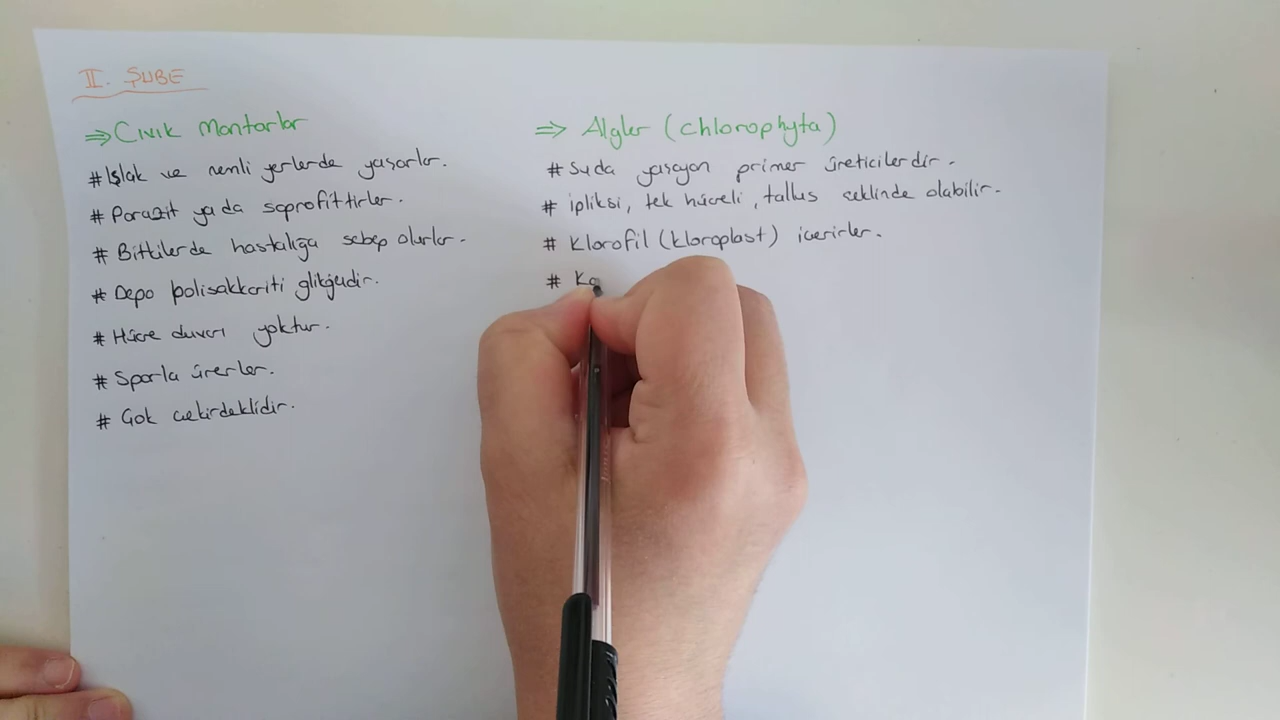 II. ŞUBE
⇒ Cıvık Mantarlar
# Işlak ve nemli yerlerde yaşarlar.
# Parazit ya da saprofittirler.
# Bitkilerde hastalığa sebep olurlar.
# Depo polisakkariti glikojendir.
# Hücre duvarı yoktur.
# Sporla ürerler.
# Çok çekirdeklidir.
⇒ Algler (chlorophyta)
# Suda yaşayan primer üreticilerdir.
# ipliksi, tek hücreli, tallus şeklinde olabilir.
# Klorofil (kloroplast) içerirler.
# Ka